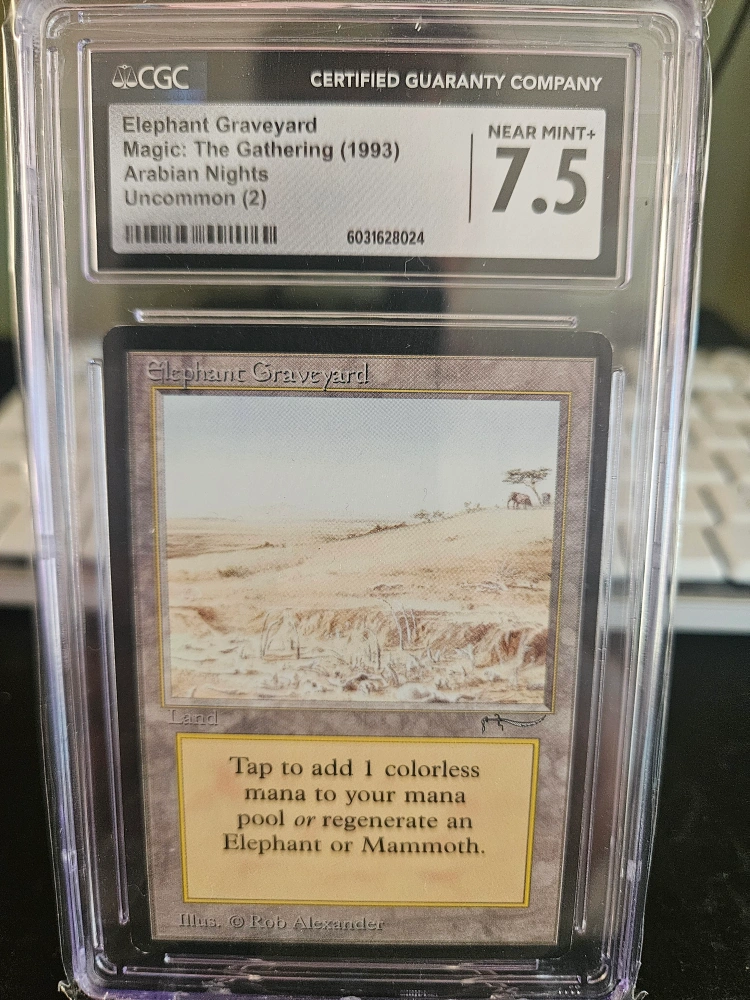 CGC CERTIFIED GUARANTY COMPANY
Elephant Graveyard
Magic: The Gathering (1993)
Arabian Nights
Uncommon (2)
6031628024
NEAR MINT+
7.5
Elephant Graveyard
Land
Tap to add 1 colorless
mana to your mana
pool or regenerate an
Elephant or Mammoth.
Illus. © Rob Alexander